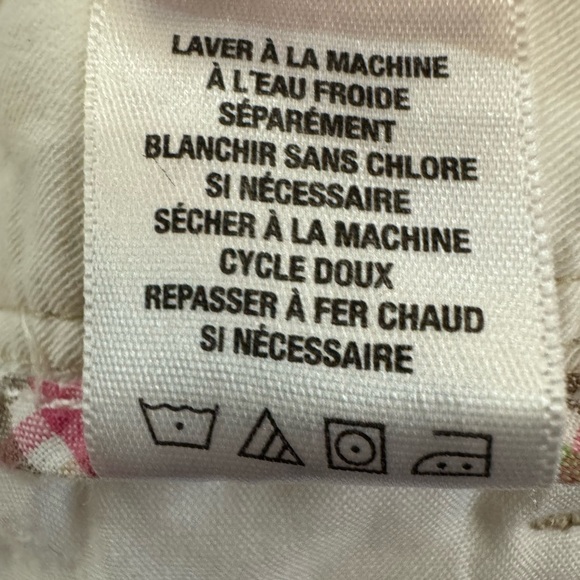 LAVER À LA MACHINE
À L'EAU FROIDE
SÉPARÉMENT
BLANCHIR SANS CHLORE
SI NÉCESSAIRE
SÉCHER À LA MACHINE
CYCLE DOUX
REPASSER À FER CHAUD
SI NÉCESSAIRE